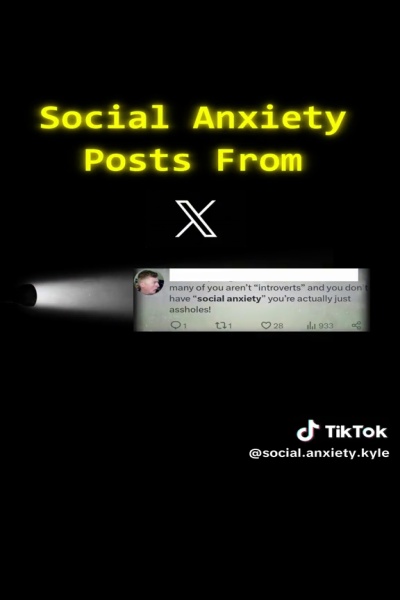 Social Anxiety
Posts From
X
many of you aren't "introverts" and you don't
have "social anxiety" you're actually just
assholes!
1 1 28 933
TikTok
@social.anxiety.kyle